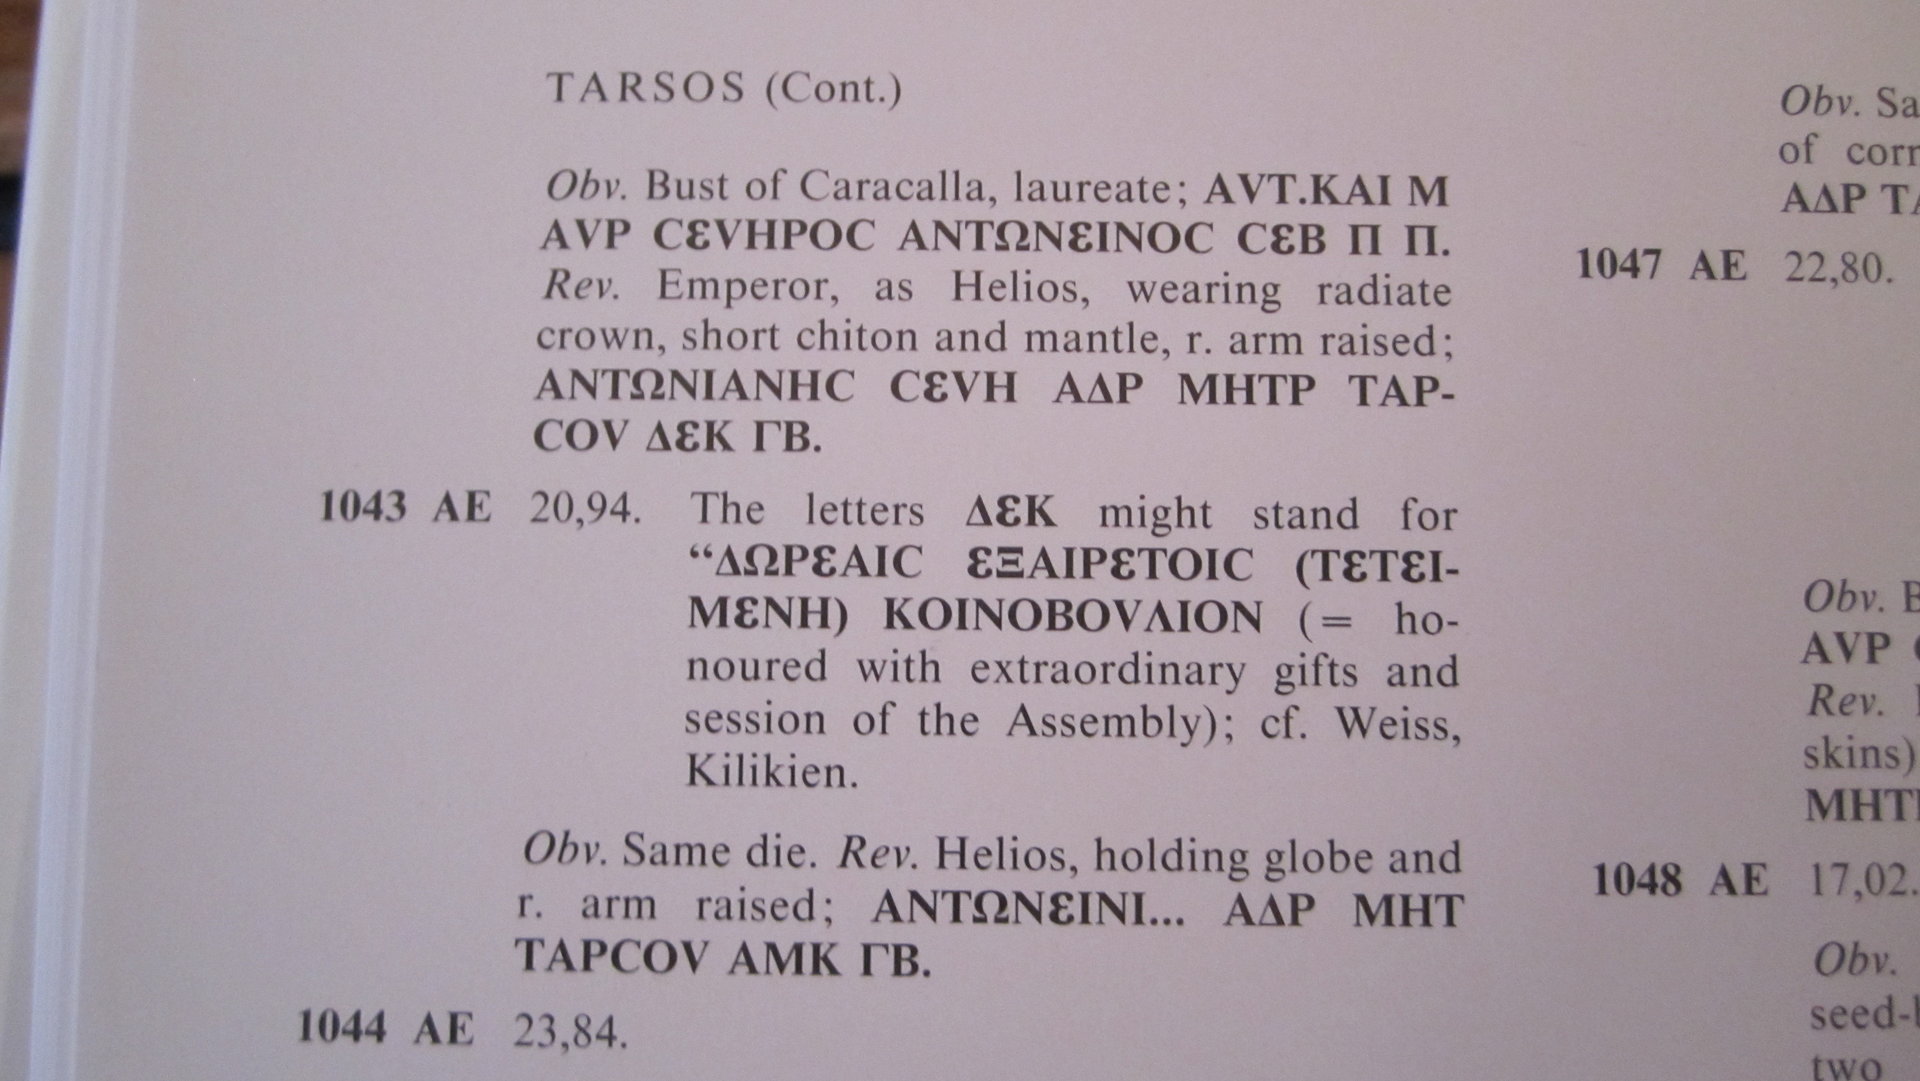 TARSOS (Cont.)
Obv. Bust of Caracalla, laureate; AVT.KAI M
AVP CƐVHPOC ANTΩNƐINOC CƐB Π Π.
Rev. Emperor, as Helios, wearing radiate
crown, short chiton and mantle, r. arm raised;
ANTΩNIANHC CƐVH AΔP MHTP TAP-
COV ΔƐK ΓB.
1043 AE 20,94. The letters ΔƐK might stand for
“ΔΩPƐAIC ƐΞAIPƐTOIC (TƐTƐI-
MƐNH) KOINOBOVΛION (= ho-
noured with extraordinary gifts and
session of the Assembly); cf. Weiss,
Kilikien.
Obv. Same die. Rev. Helios, holding globe and
r. arm raised; ANTΩNƐINI... AΔP MHT
TAPCOV AMK ΓB.
1044 AE 23,84.
Obv.
of
AΔP
1047 AE 22,80.
Obv.
AVP
Rev.
skins)
1048 AE 17,02.
Obv.
two